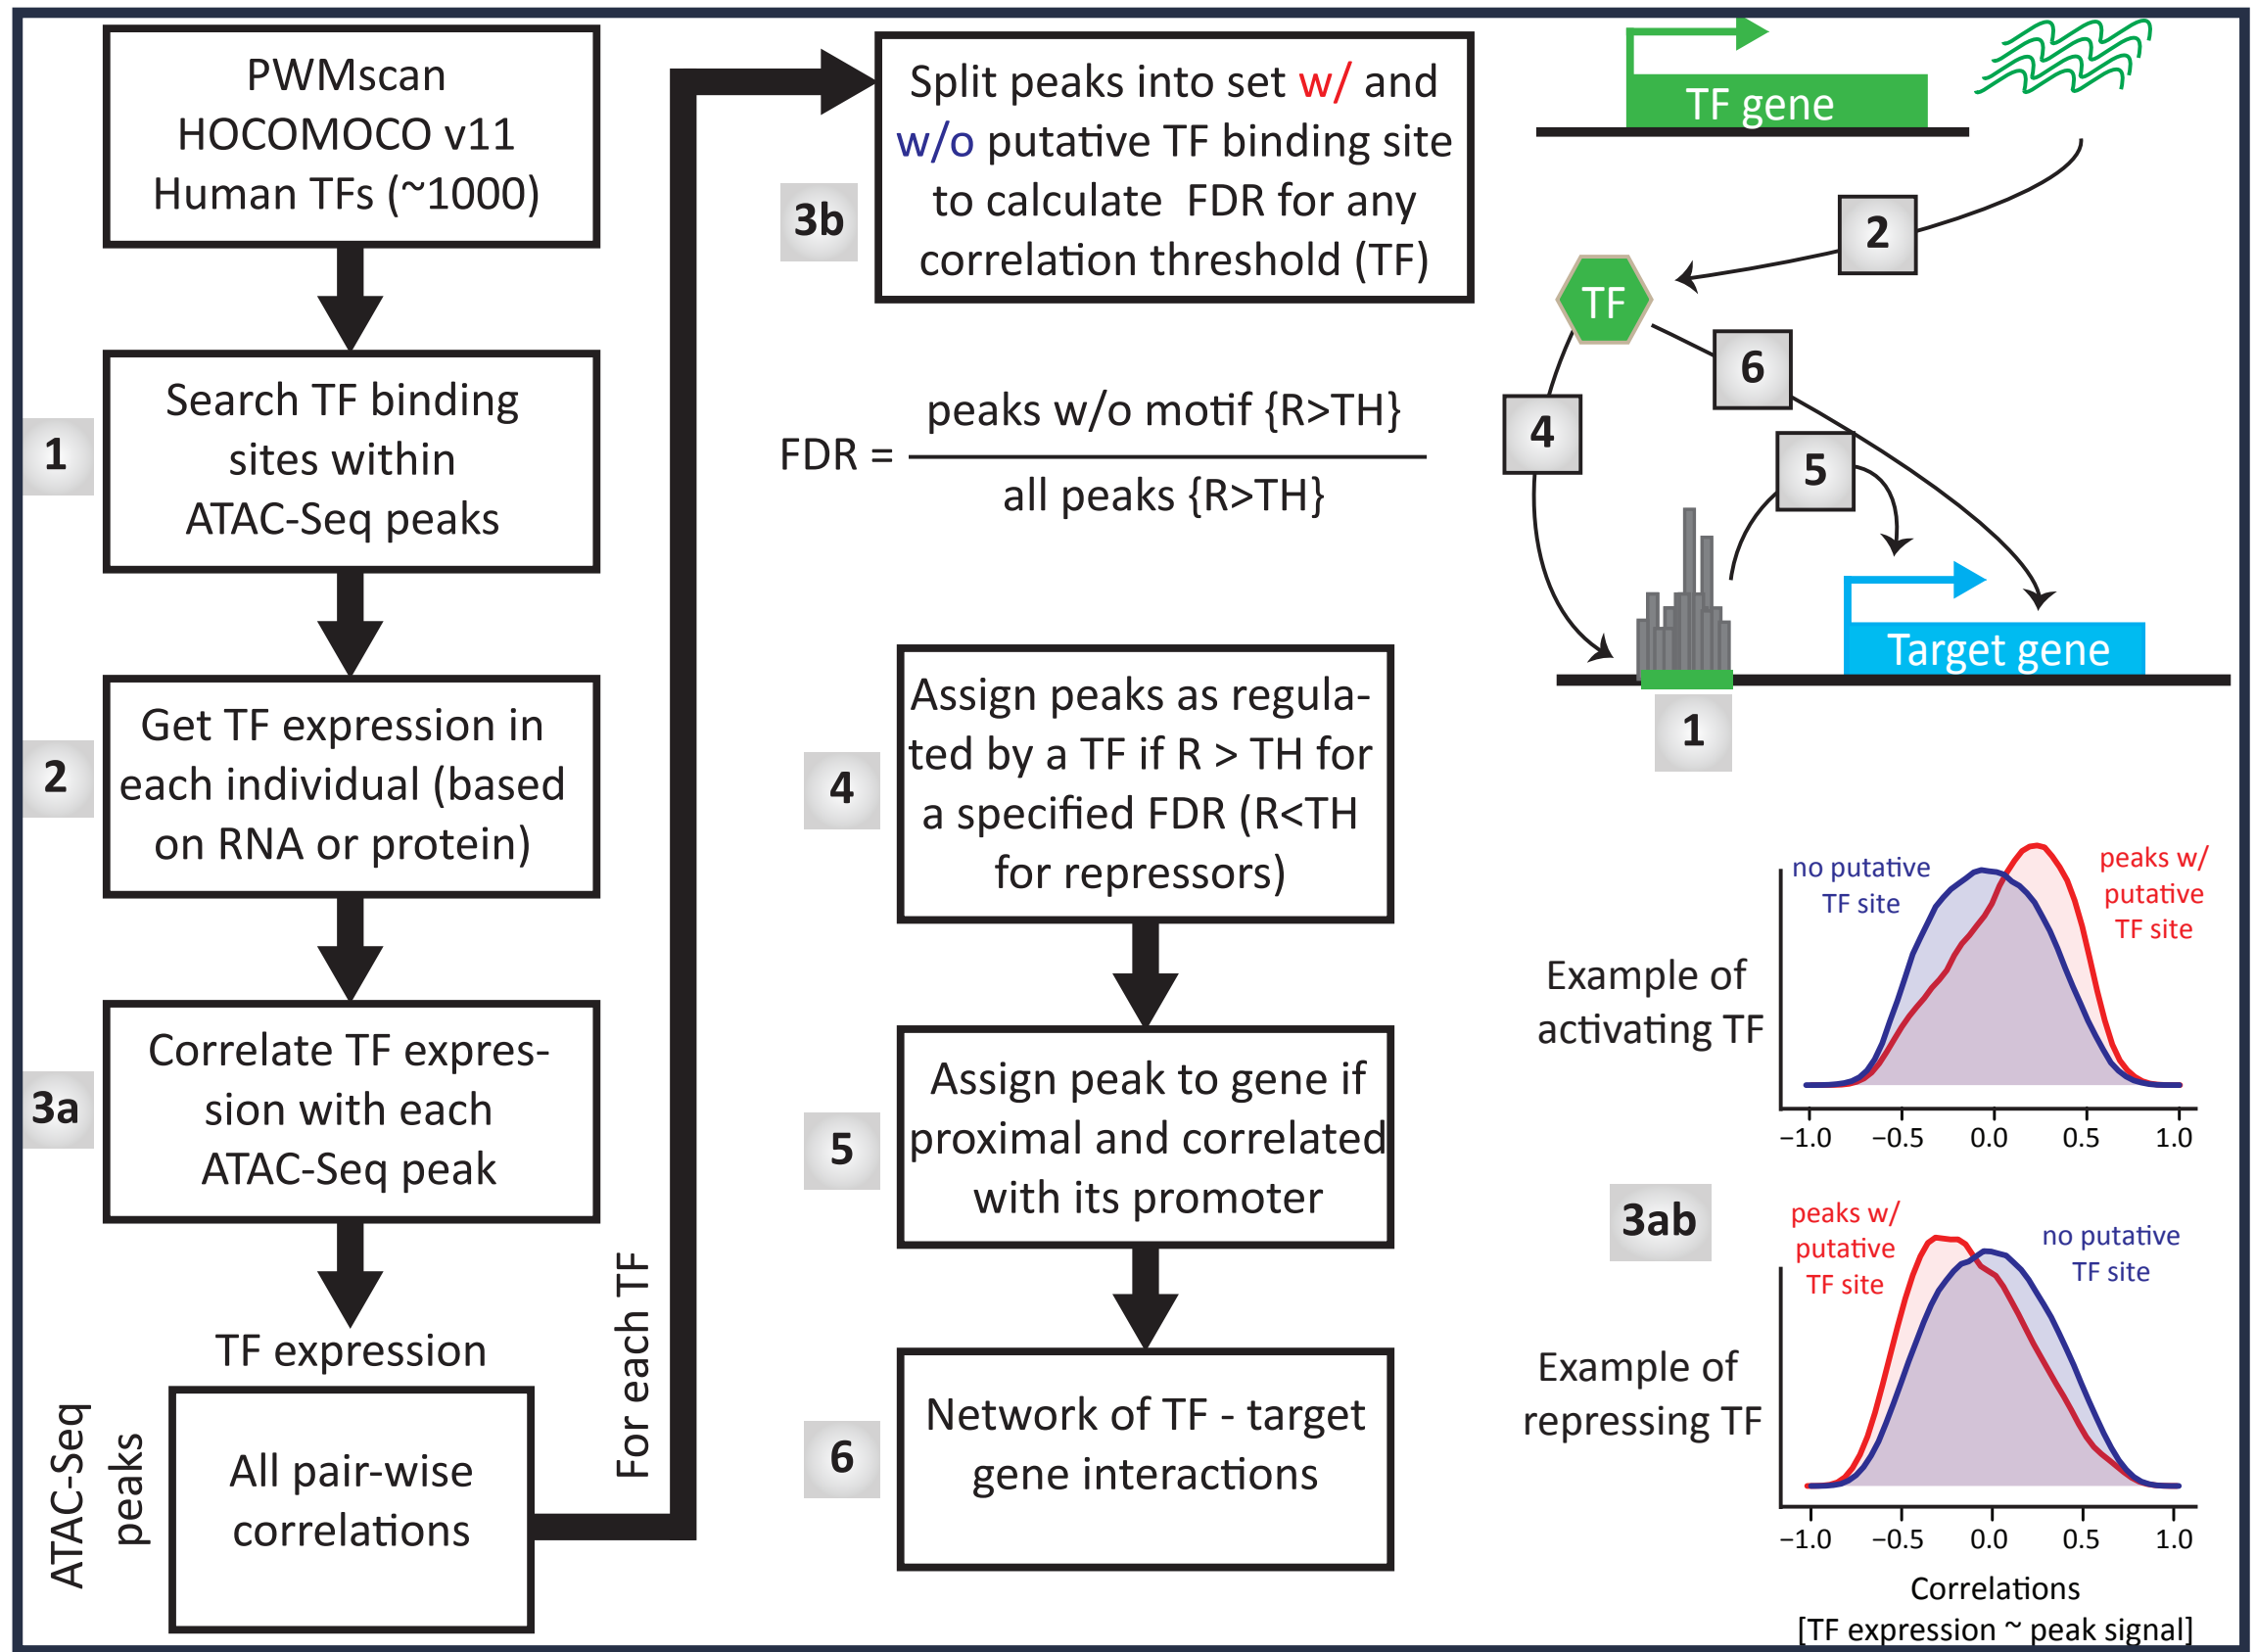 PWMscan
HOCOMOCO v11
Human TFs (~1000)
1
Search TF binding
sites within
ATAC-Seq peaks
2
Get TF expression in
each individual (based
on RNA or protein)
3a
Correlate TF expres-
sion with each
ATAC-Seq peak
TF expression
ATAC-Seq
peaks
All pair-wise
correlations
For each TF
3b
Split peaks into set w/ and
w/o putative TF binding site
to calculate FDR for any
correlation threshold (TF)
FDR =
peaks w/o motif {R>TH}
all peaks {R>TH}
4
Assign peaks as regula-
ted by a TF if R > TH for
a specified FDR (R<TH
for repressors)
5
Assign peak to gene if
proximal and correlated
with its promoter
6
Network of TF - target
gene interactions
TF gene
2
TF
6
4
5
Target gene
1
Example of
activating TF
no putative
TF site
peaks w/
putative
TF site
−1.0 −0.5 0.0 0.5 1.0
3ab
Example of
repressing TF
peaks w/
putative
TF site
no putative
TF site
−1.0 −0.5 0.0 0.5 1.0
Correlations
[TF expression ~ peak signal]